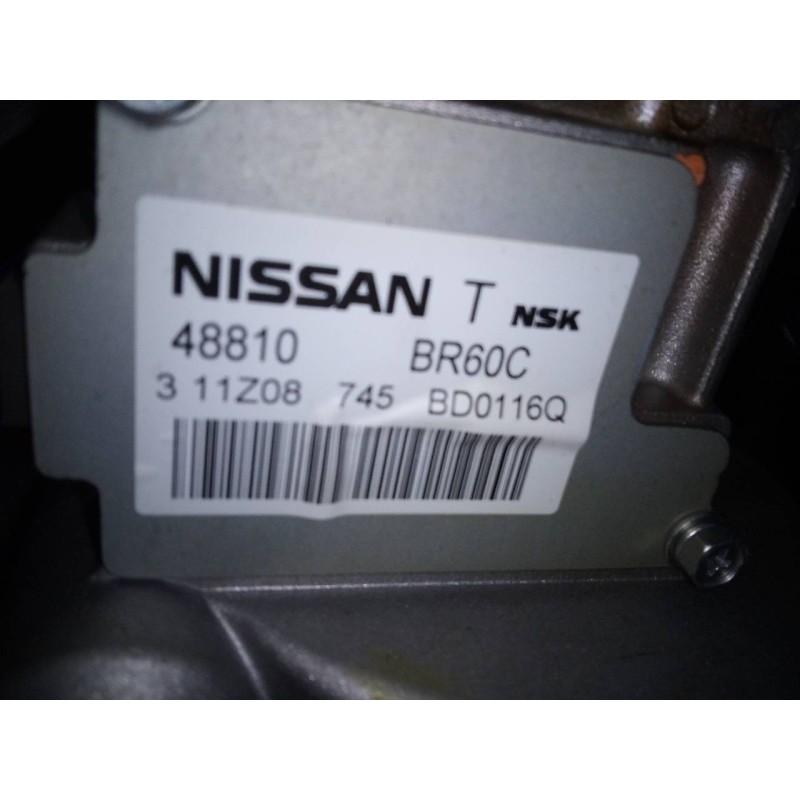 NISSAN T NSK
48810 BR60C
3 11Z08 745 BD0116Q